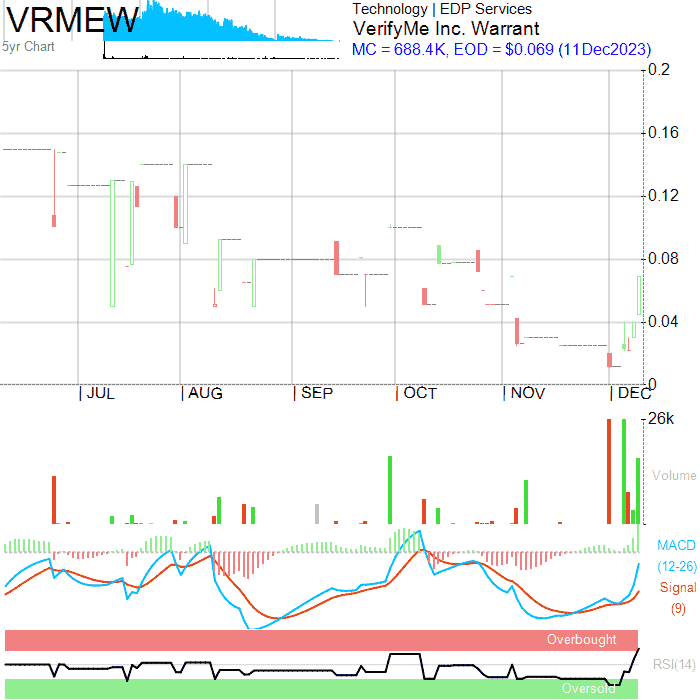 VRMEW
5yr Chart
Technology | EDP Services
VerifyMe Inc. Warrant
MC = 688.4K, EOD = $0.069 (11Dec2023)
0.2
0.16
0.12
0.08
0.04
0
| JUL | AUG | SEP | OCT | NOV | DEC
26k
Volume
MACD
(12-26)
Signal
(9)
Overbought
RSI(14)
Oversold